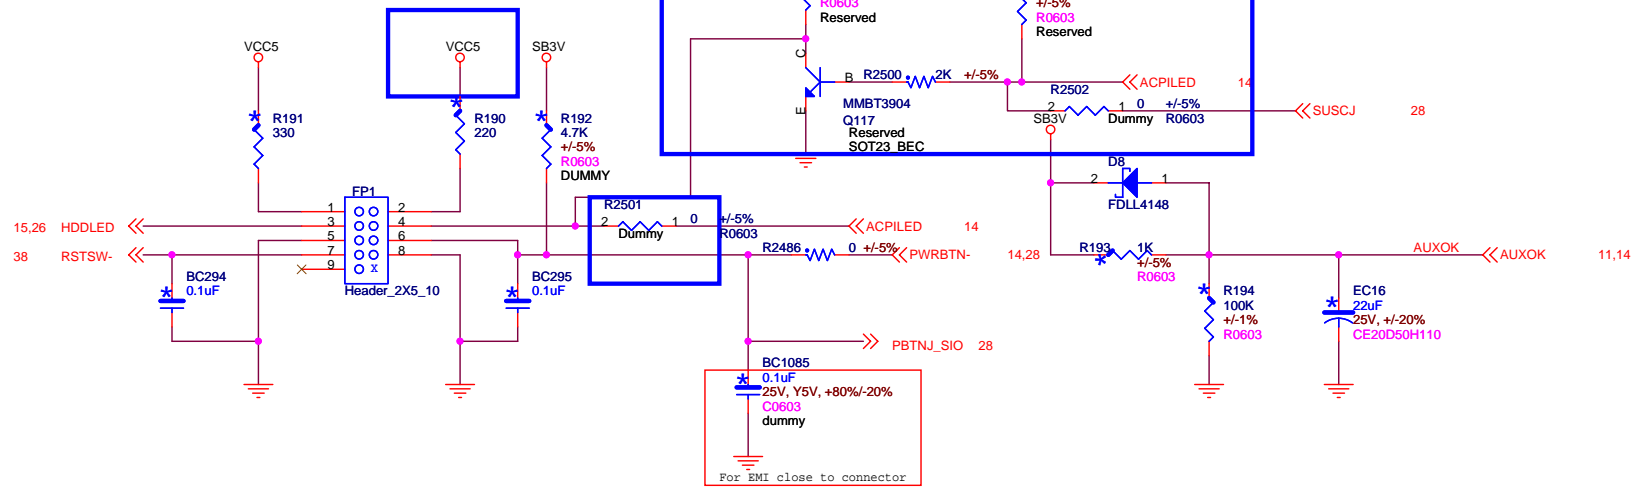 R0603
Reserved
+/-5%
R0603
Reserved
VCC5
VCC5
SB3V
C
B
E
R2500
2K
+/-5%
ACPILED
14
MMBT3904
Q117
Reserved
SOT23_BEC
R2502
2
1
0
+/-5%
Dummy
R0603
SUSCJ
28
SB3V
R191
330
R190
220
R192
4.7K
+/-5%
R0603
DUMMY
D8
2
1
FDLL4148
FP1
1
2
3
4
5
6
7
8
9
X
Header_2X5_10
15,26
HDDLED
38
RSTSW-
R2501
2
1
0
+/-5%
Dummy
R0603
ACPILED
14
R2486
0
+/-5%
PWRBTN-
14,28
R193
1K
+/-5%
R0603
AUXOK
AUXOK
11,14
BC294
0.1uF
BC295
0.1uF
R194
100K
+/-1%
R0603
EC16
22uF
25V, +/-20%
CE20D50H110
PBTNJ_SIO
28
BC1085
0.1uF
25V, Y5V, +80%/-20%
C0603
dummy
For EMI close to connector